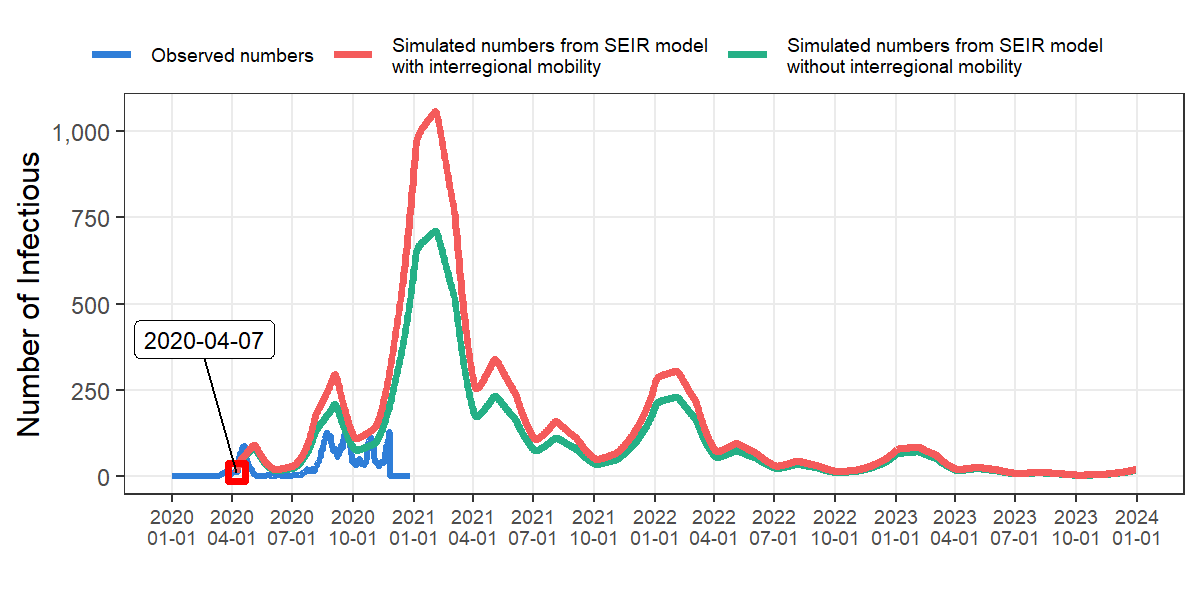 Observed numbers
Simulated numbers from SEIR model
with interregional mobility
Simulated numbers from SEIR model
without interregional mobility
Number of Infectious
1,000
750
500
250
0
2020-04-07
2020 2020 2020 2020 2021 2021 2021 2021 2022 2022 2022 2022 2023 2023 2023 2023 2024
01-01 04-01 07-01 10-01 01-01 04-01 07-01 10-01 01-01 04-01 07-01 10-01 01-01 04-01 07-01 10-01 01-01